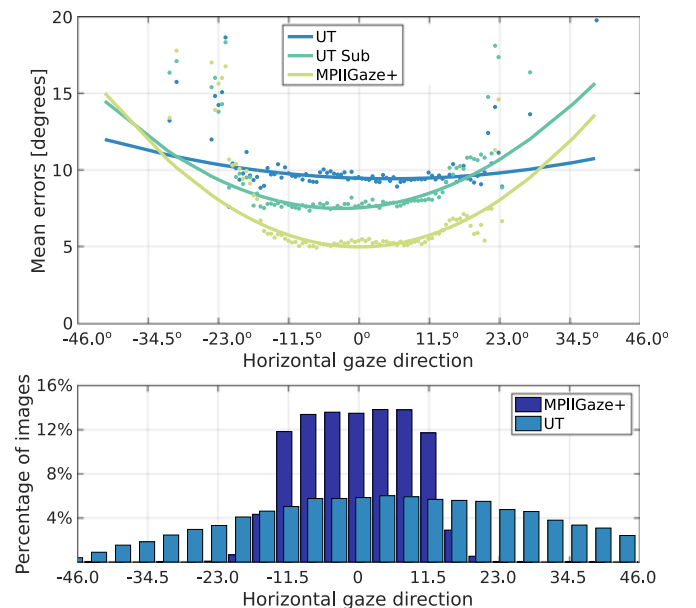 20
15
10
5
0
Mean errors [degrees]
UT
UT Sub
MPIIGaze+
-46.0° -34.5° -23.0° -11.5° 0° 11.5° 23.0° 34.5° 46.0°
Horizontal gaze direction
16%
12%
8%
4%
Percentage of images
MPIIGaze+
UT
-46.0 -34.5 -23.0 -11.5 0 11.5 23.0 34.5 46.0
Horizontal gaze direction